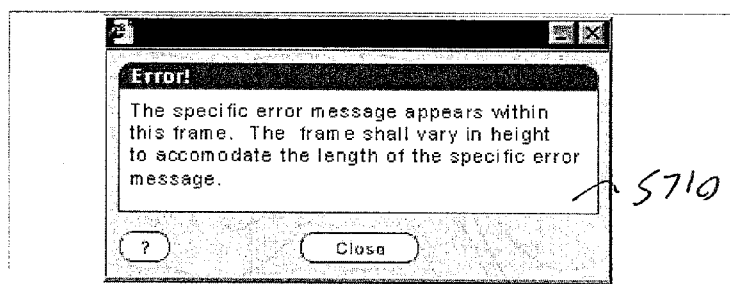 Error!
The specific error message appears within
this frame. The frame shall vary in height
to accomodate the length of the specific error
message.
5710
? Close